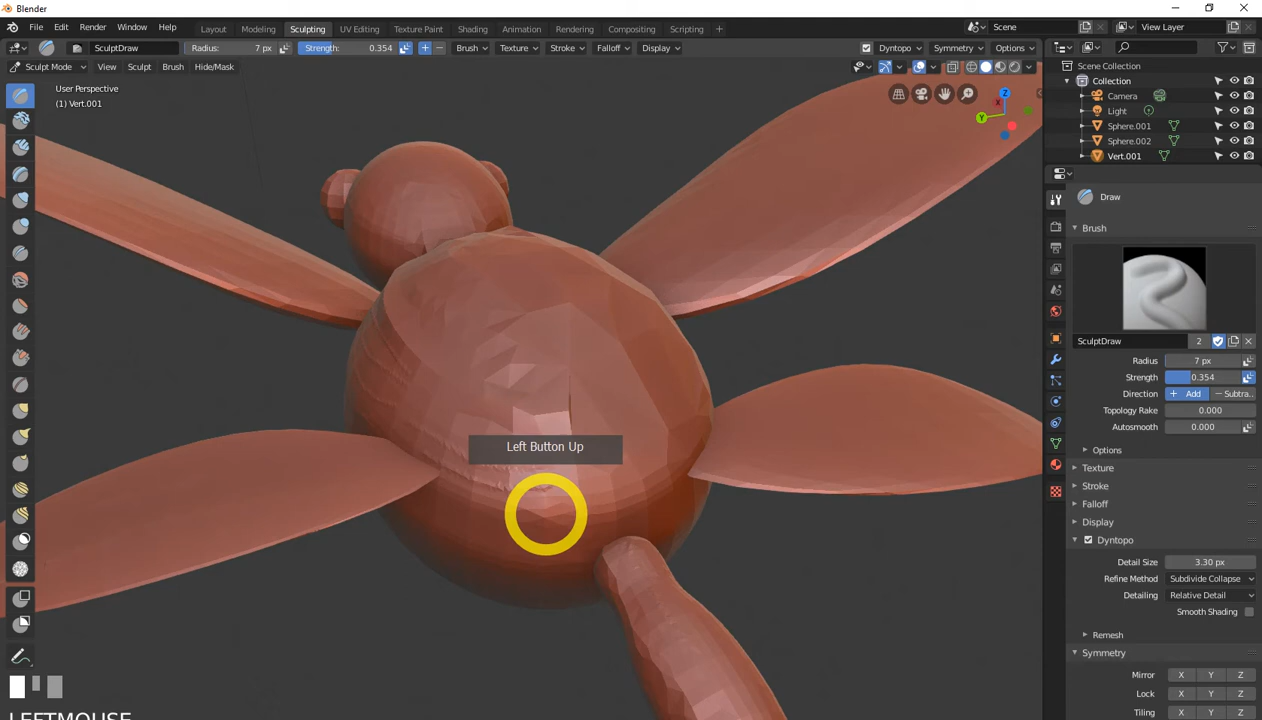 Blender
File Edit Render Window Help Layout Modeling Sculpting UV Editing Texture Paint Shading Animation Rendering Compositing Scripting Scene View Layer
SculptDraw Radius: 7 px Strength: 0.354 Brush Texture Stroke Falloff Display Dyntopo Symmetry Options
Sculpt Mode View Sculpt Brush Hide/Mask
User Perspective
(1) Vert.001
Z
X
Y
Left Button Up
LEFTMOUSE
Scene Collection
Collection
Camera
Light
Sphere.001
Sphere.002
Vert.001
Draw
Brush
SculptDraw 2
Radius 7 px
Strength 0.354
Direction + Add − Subtra..
Topology Rake 0.000
Autosmooth 0.000
Options
Texture
Stroke
Falloff
Display
Dyntopo
Detail Size 3.30 px
Refine Method Subdivide Collapse
Detailing Relative Detail
Smooth Shading
Remesh
Symmetry
Mirror X Y Z
Lock X Y Z
Tiling X Y Z